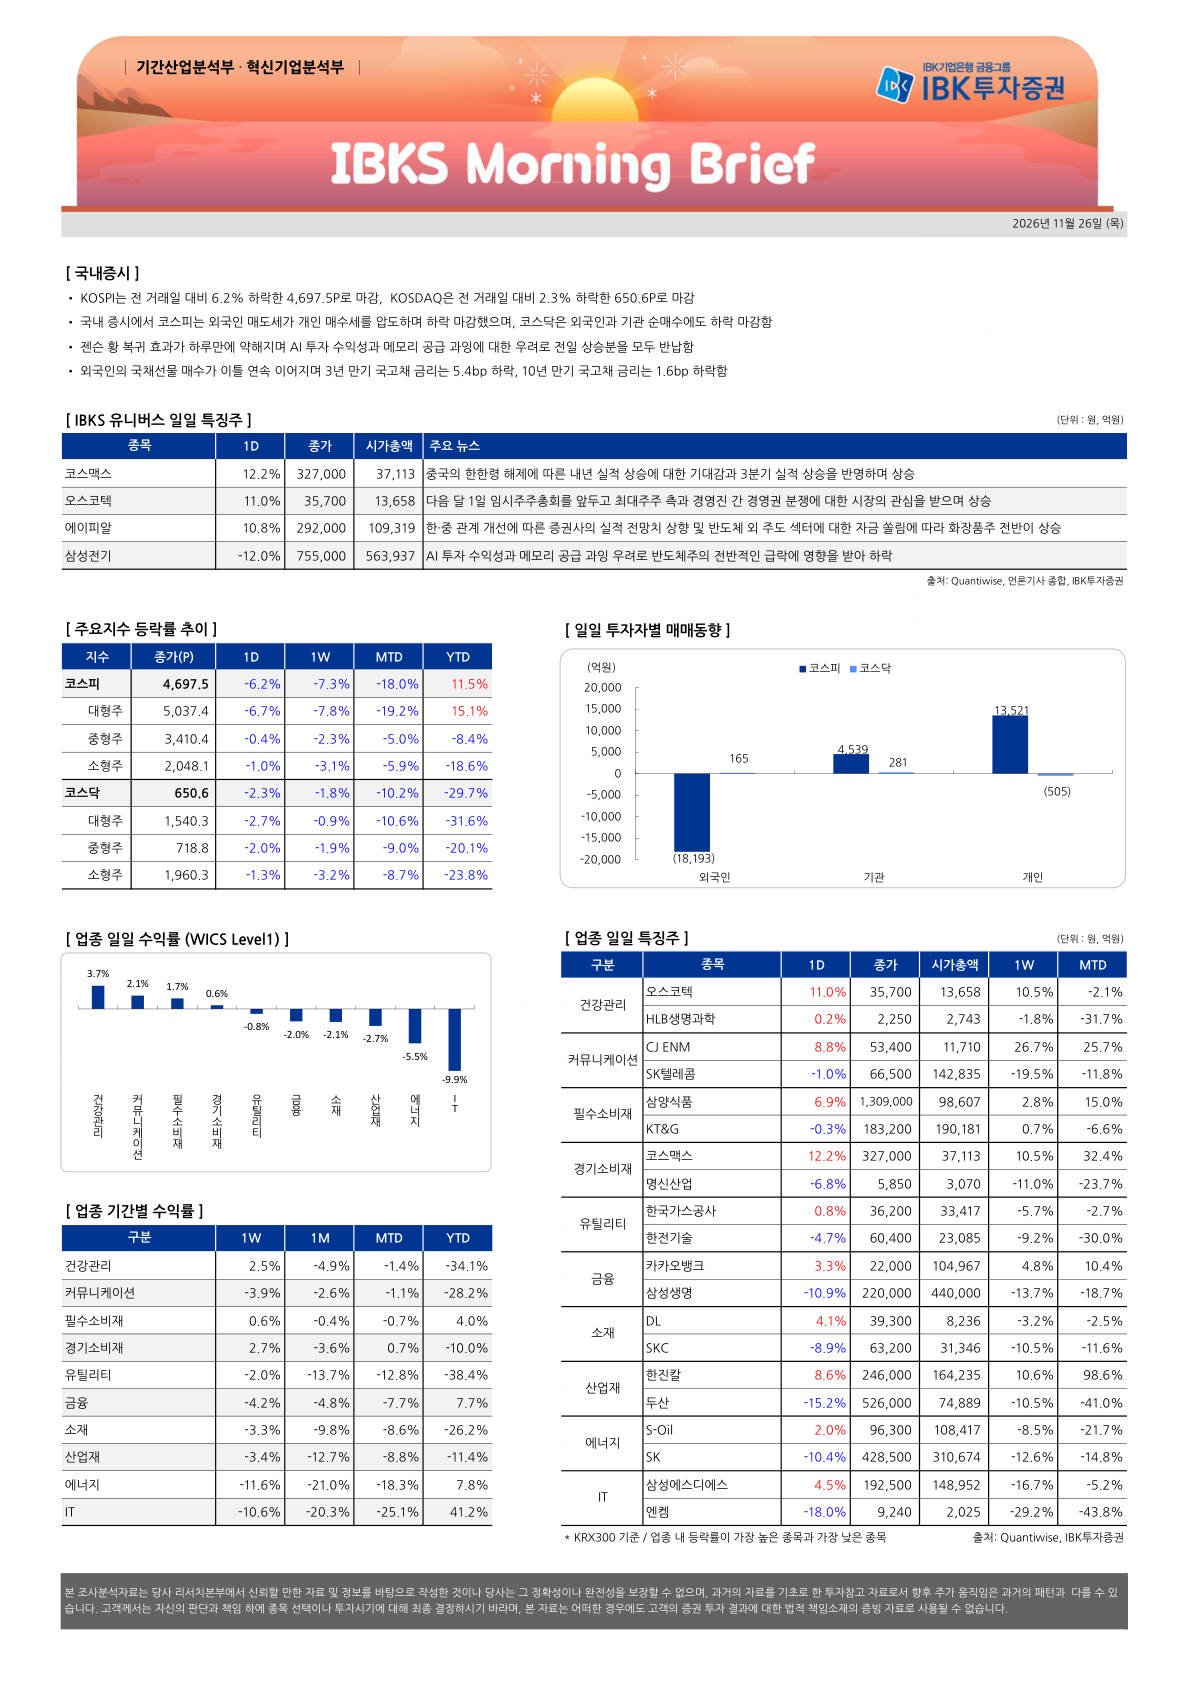 기간산업분석부 · 혁신기업분석부
IBK기업은행 금융그룹
IBK투자증권
IBKS Morning Brief
2026년 11월 26일 (목)
[ 국내증시 ]
• KOSPI는 전 거래일 대비 6.2% 하락한 4,697.5P로 마감, KOSDAQ은 전 거래일 대비 2.3% 하락한 650.6P로 마감
• 국내 증시에서 코스피는 외국인 매도세가 개인 매수세를 압도하며 하락 마감했으며, 코스닥은 외국인과 기관 순매수에도 하락 마감함
• 젠슨 황 복귀 효과가 하루만에 약해지며 AI 투자 수익성과 메모리 공급 과잉에 대한 우려로 전일 상승분을 모두 반납함
• 외국인의 국채선물 매수가 이틀 연속 이어지며 3년 만기 국고채 금리는 5.4bp 하락, 10년 만기 국고채 금리는 1.6bp 하락함
[ IBKS 유니버스 일일 특징주 ]
(단위 : 원, 억원)
종목 1D 종가 시가총액 주요 뉴스
코스맥스 12.2% 327,000 37,113 중국의 한한령 해제에 따른 내년 실적 상승에 대한 기대감과 3분기 실적 상승을 반영하며 상승
오스코텍 11.0% 35,700 13,658 다음 달 1일 임시주주총회를 앞두고 최대주주 측과 경영진 간 경영권 분쟁에 대한 시장의 관심을 받으며 상승
에이피알 10.8% 292,000 109,319 한·중 관계 개선에 따른 증권사의 실적 전망치 상향 및 반도체 외 주도 섹터에 대한 자금 쏠림에 따라 화장품주 전반이 상승
삼성전기 -12.0% 755,000 563,937 AI 투자 수익성과 메모리 공급 과잉 우려로 반도체주의 전반적인 급락에 영향을 받아 하락
출처: Quantiwise, 언론기사 종합, IBK투자증권
[ 주요지수 등락률 추이 ]
지수 종가(P) 1D 1W MTD YTD
코스피 4,697.5 -6.2% -7.3% -18.0% 11.5%
대형주 5,037.4 -6.7% -7.8% -19.2% 15.1%
중형주 3,410.4 -0.4% -2.3% -5.0% -8.4%
소형주 2,048.1 -1.0% -3.1% -5.9% -18.6%
코스닥 650.6 -2.3% -1.8% -10.2% -29.7%
대형주 1,540.3 -2.7% -0.9% -10.6% -31.6%
중형주 718.8 -2.0% -1.9% -9.0% -20.1%
소형주 1,960.3 -1.3% -3.2% -8.7% -23.8%
[ 일일 투자자별 매매동향 ]
(억원)
코스피 코스닥
20,000
15,000
10,000
5,000
0
-5,000
-10,000
-15,000
-20,000
(18,193) 165
4,539 281
13,521 (505)
외국인 기관 개인
[ 업종 일일 수익률 (WICS Level1) ]
3.7% 2.1% 1.7% 0.6% -0.8% -2.0% -2.1% -2.7% -5.5% -9.9%
건강관리 커뮤니케이션 필수소비재 경기소비재 유틸리티 금융 소재 산업재 에너지 IT
[ 업종 기간별 수익률 ]
구분 1W 1M MTD YTD
건강관리 2.5% -4.9% -1.4% -34.1%
커뮤니케이션 -3.9% -2.6% -1.1% -28.2%
필수소비재 0.6% -0.4% -0.7% 4.0%
경기소비재 2.7% -3.6% 0.7% -10.0%
유틸리티 -2.0% -13.7% -12.8% -38.4%
금융 -4.2% -4.8% -7.7% 7.7%
소재 -3.3% -9.8% -8.6% -26.2%
산업재 -3.4% -12.7% -8.8% -11.4%
에너지 -11.6% -21.0% -18.3% 7.8%
IT -10.6% -20.3% -25.1% 41.2%
[ 업종 일일 특징주 ]
(단위 : 원, 억원)
구분 종목 1D 종가 시가총액 1W MTD
건강관리 오스코텍 11.0% 35,700 13,658 10.5% -2.1%
HLB생명과학 0.2% 2,250 2,743 -1.8% -31.7%
커뮤니케이션 CJ ENM 8.8% 53,400 11,710 26.7% 25.7%
SK텔레콤 -1.0% 66,500 142,835 -19.5% -11.8%
필수소비재 삼양식품 6.9% 1,309,000 98,607 2.8% 15.0%
KT&G -0.3% 183,200 190,181 0.7% -6.6%
경기소비재 코스맥스 12.2% 327,000 37,113 10.5% 32.4%
명신산업 -6.8% 5,850 3,070 -11.0% -23.7%
유틸리티 한국가스공사 0.8% 36,200 33,417 -5.7% -2.7%
한전기술 -4.7% 60,400 23,085 -9.2% -30.0%
금융 카카오뱅크 3.3% 22,000 104,967 4.8% 10.4%
삼성생명 -10.9% 220,000 440,000 -13.7% -18.7%
소재 DL 4.1% 39,300 8,236 -3.2% -2.5%
SKC -8.9% 63,200 31,346 -10.5% -11.6%
산업재 한진칼 8.6% 246,000 164,235 10.6% 98.6%
두산 -15.2% 526,000 74,889 -10.5% -41.0%
에너지 S-Oil 2.0% 96,300 108,417 -8.5% -21.7%
SK -10.4% 428,500 310,674 -12.6% -14.8%
IT 삼성에스디에스 4.5% 192,500 148,952 -16.7% -5.2%
엔켐 -18.0% 9,240 2,025 -29.2% -43.8%
* KRX300 기준 / 업종 내 등락률이 가장 높은 종목과 가장 낮은 종목
출처: Quantiwise, IBK투자증권
본 조사분석자료는 당사 리서치본부에서 신뢰할 만한 자료 및 정보를 바탕으로 작성한 것이나 당사는 그 정확성이나 완전성을 보장할 수 없으며, 과거의 자료를 기초로 한 투자참고 자료로서 향후 주가 움직임은 과거의 패턴과 다를 수 있
습니다. 고객께서는 자신의 판단과 책임 하에 종목 선택이나 투자시기에 대해 최종 결정하시기 바라며, 본 자료는 어떠한 경우에도 고객의 증권 투자 결과에 대한 법적 책임소재의 증빙 자료로 사용될 수 없습니다.